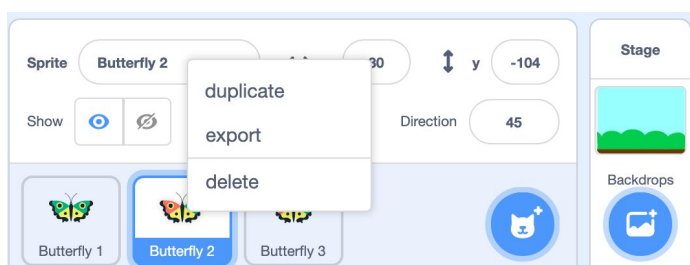 Sprite
Butterfly 2
y
-104
Stage
duplicate
Show
export
Direction
45
delete
Backdrops
Butterfly 1
Butterfly 2
Butterfly 3